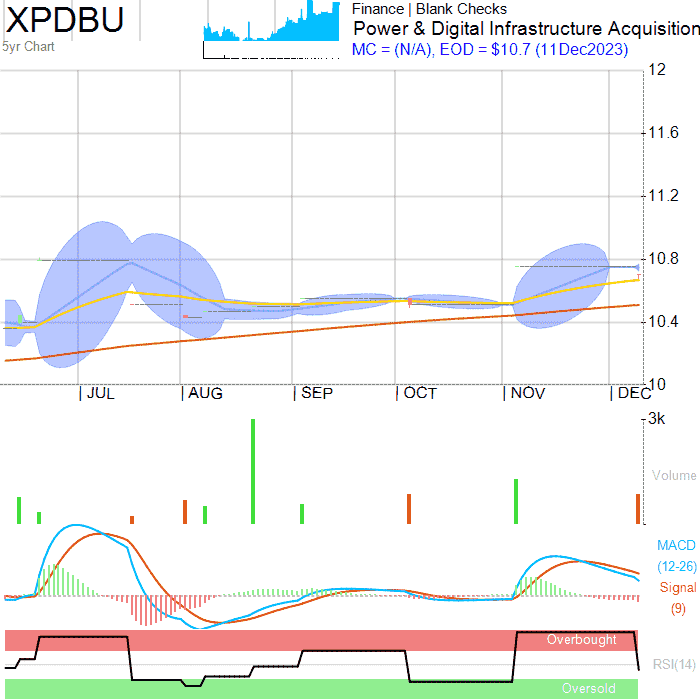 XPDBU
5yr Chart
Finance | Blank Checks
Power & Digital Infrastructure Acquisition
MC = (N/A), EOD = $10.7 (11Dec2023)
12
11.6
11.2
10.8
10.4
10
JUL AUG SEP OCT NOV DEC
3k
Volume
MACD
(12-26)
Signal
(9)
Overbought
RSI(14)
Oversold